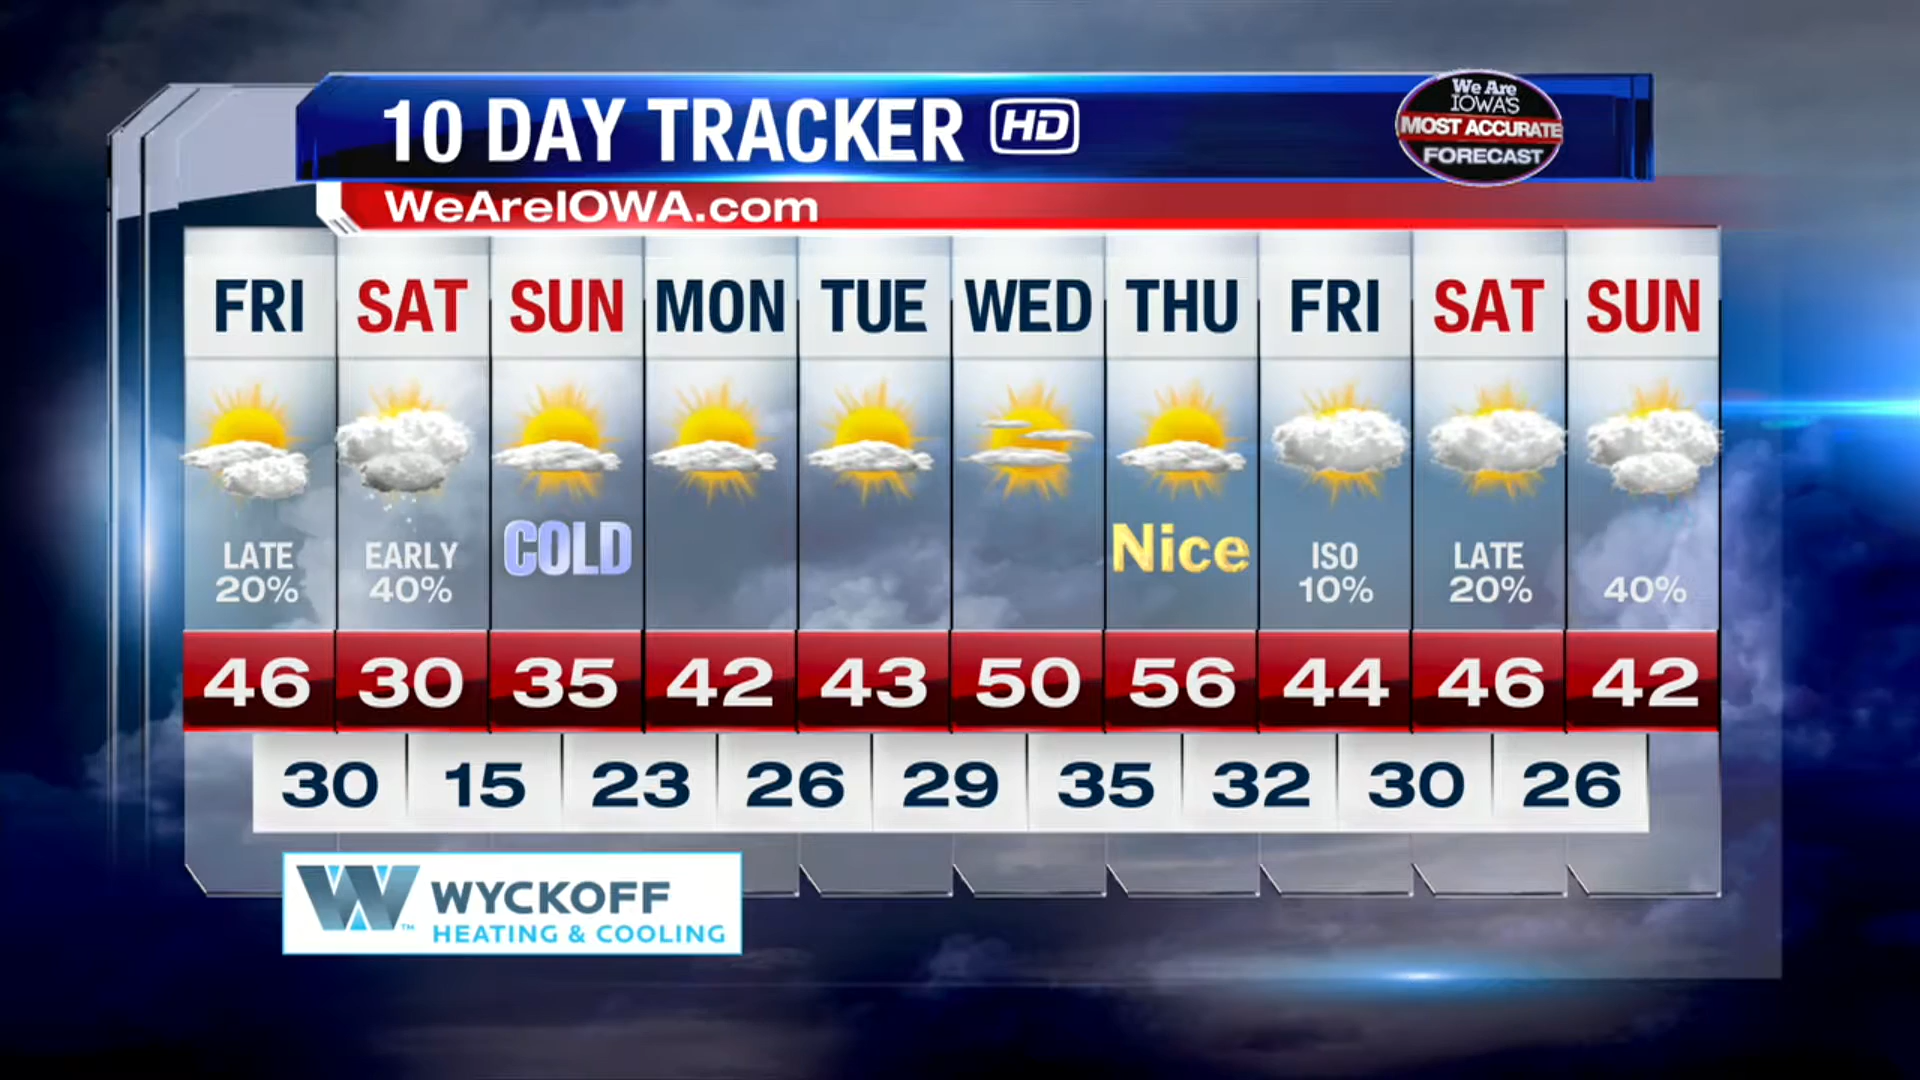 10 DAY TRACKER HD
We Are
IOWA'S
MOST ACCURATE
FORECAST
WeAreIOWA.com
FRI SAT SUN MON TUE WED THU FRI SAT SUN
LATE 20%
EARLY 40%
COLD
Nice
ISO 10%
LATE 20%
40%
46 30 35 42 43 50 56 44 46 42
30 15 23 26 29 35 32 30 26
W™ WYCKOFF
HEATING & COOLING